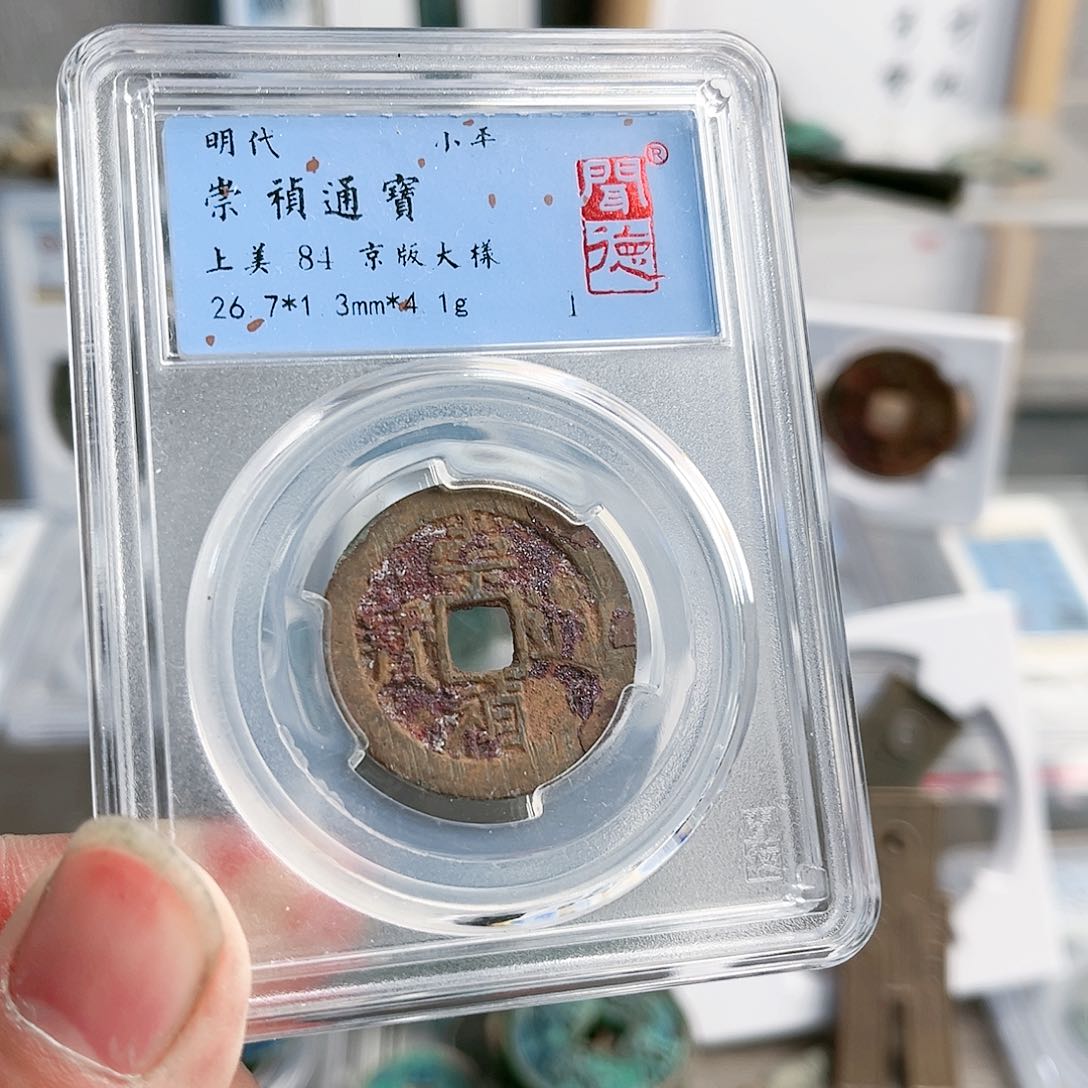 明代 小平
崇禎通寶
上美 84 京版大樣
26.7*1.3mm*4.1g 1
聞德®
崇禎通寶